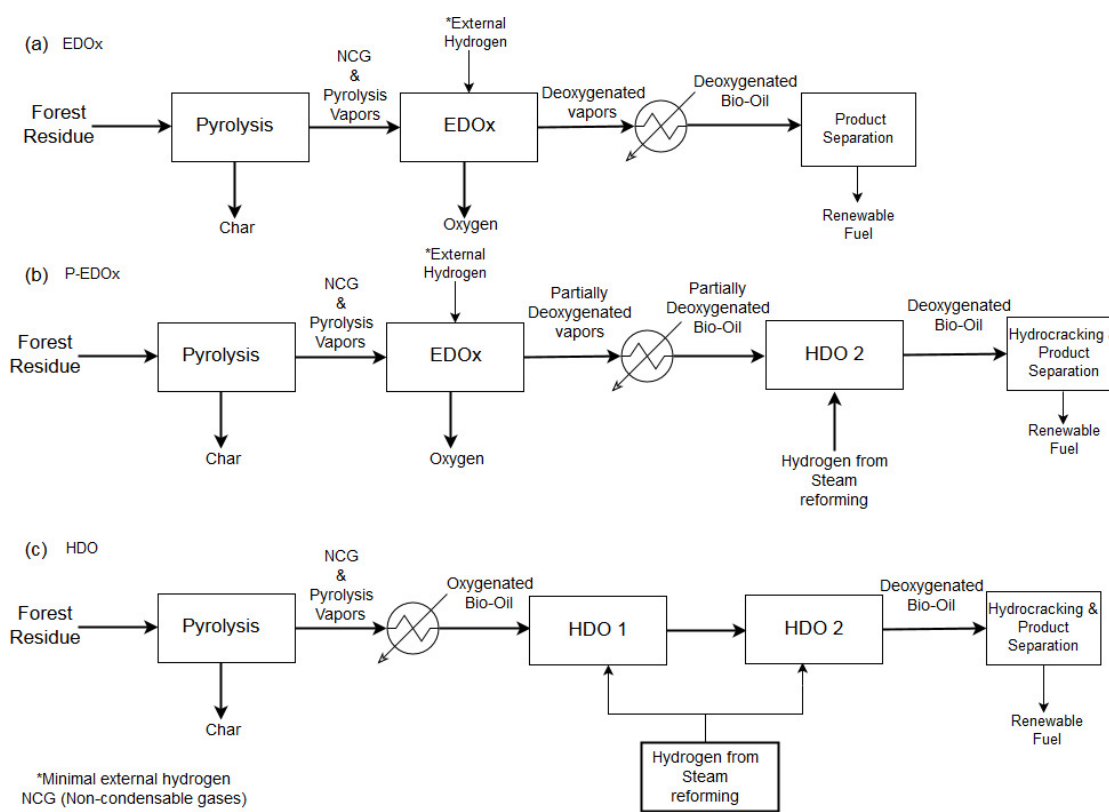 (a) EDOx
*External
Hydrogen
NCG
&
Pyrolysis
Vapors
Forest
Residue
Pyrolysis
EDOx
Deoxygenated
vapors
Deoxygenated
Bio-Oil
Product
Separation
Char
Oxygen
Renewable
Fuel
(b) P-EDOx
*External
Hydrogen
NCG
&
Pyrolysis
Vapors
Forest
Residue
Pyrolysis
EDOx
Partially
Deoxygenated
vapors
Partially
Deoxygenated
Bio-Oil
HDO 2
Deoxygenated
Bio-Oil
Hydrocracking &
Product
Separation
Char
Oxygen
Hydrogen from
Steam
reforming
Renewable
Fuel
(c) HDO
NCG
&
Pyrolysis
Vapors
Forest
Residue
Pyrolysis
Oxygenated
Bio-Oil
HDO 1
HDO 2
Deoxygenated
Bio-Oil
Hydrocracking &
Product
Separation
Char
Hydrogen from
Steam
reforming
Renewable
Fuel
*Minimal external hydrogen
NCG (Non-condensable gases)